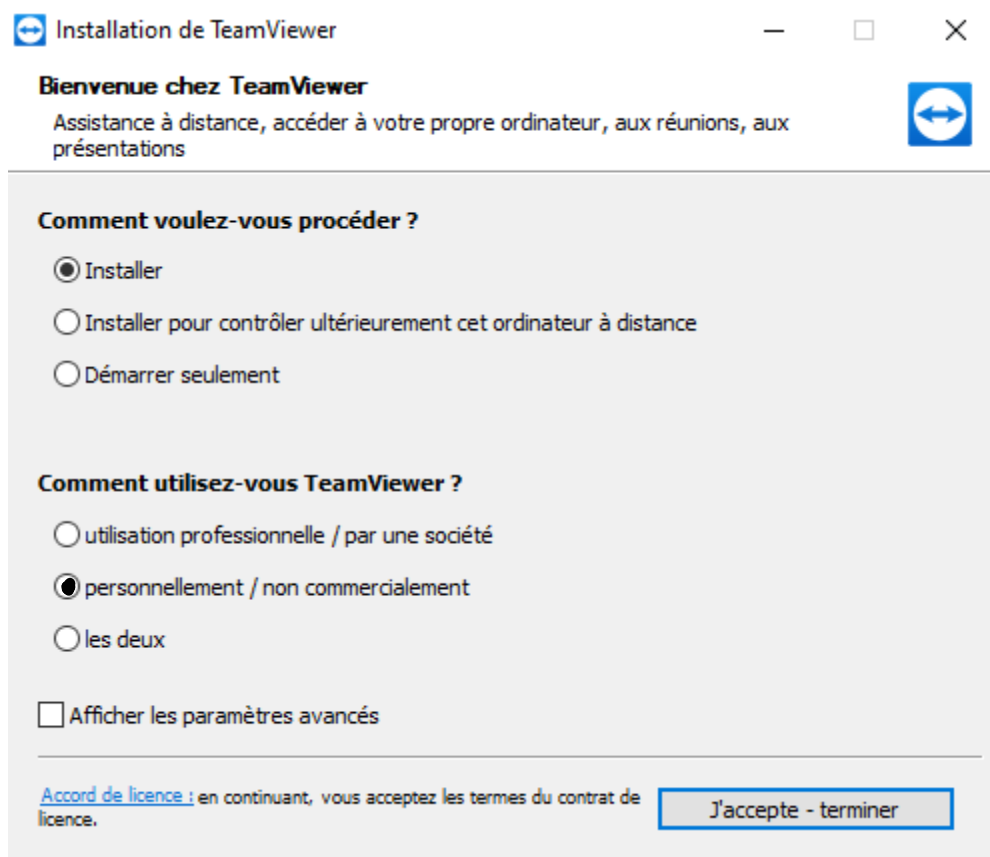 Installation de TeamViewer
Bienvenue chez TeamViewer
Assistance à distance, accéder à votre propre ordinateur, aux réunions, aux
présentations
Comment voulez-vous procéder ?
Installer
Installer pour contrôler ultérieurement cet ordinateur à distance
Démarrer seulement
Comment utilisez-vous TeamViewer ?
utilisation professionnelle / par une société
personnellement / non commercialement
les deux
Afficher les paramètres avancés
Accord de licence : en continuant, vous acceptez les termes du contrat de
licence.
J'accepte - terminer